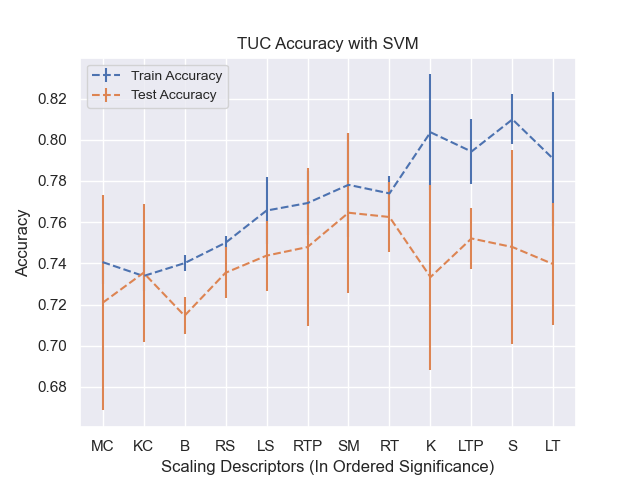 TUC Accuracy with SVM
Train Accuracy
Test Accuracy
0.82
0.80
0.78
0.76
0.74
0.72
0.70
0.68
Accuracy
MC KC B RS LS RTP SM RT K LTP S LT
Scaling Descriptors (In Ordered Significance)